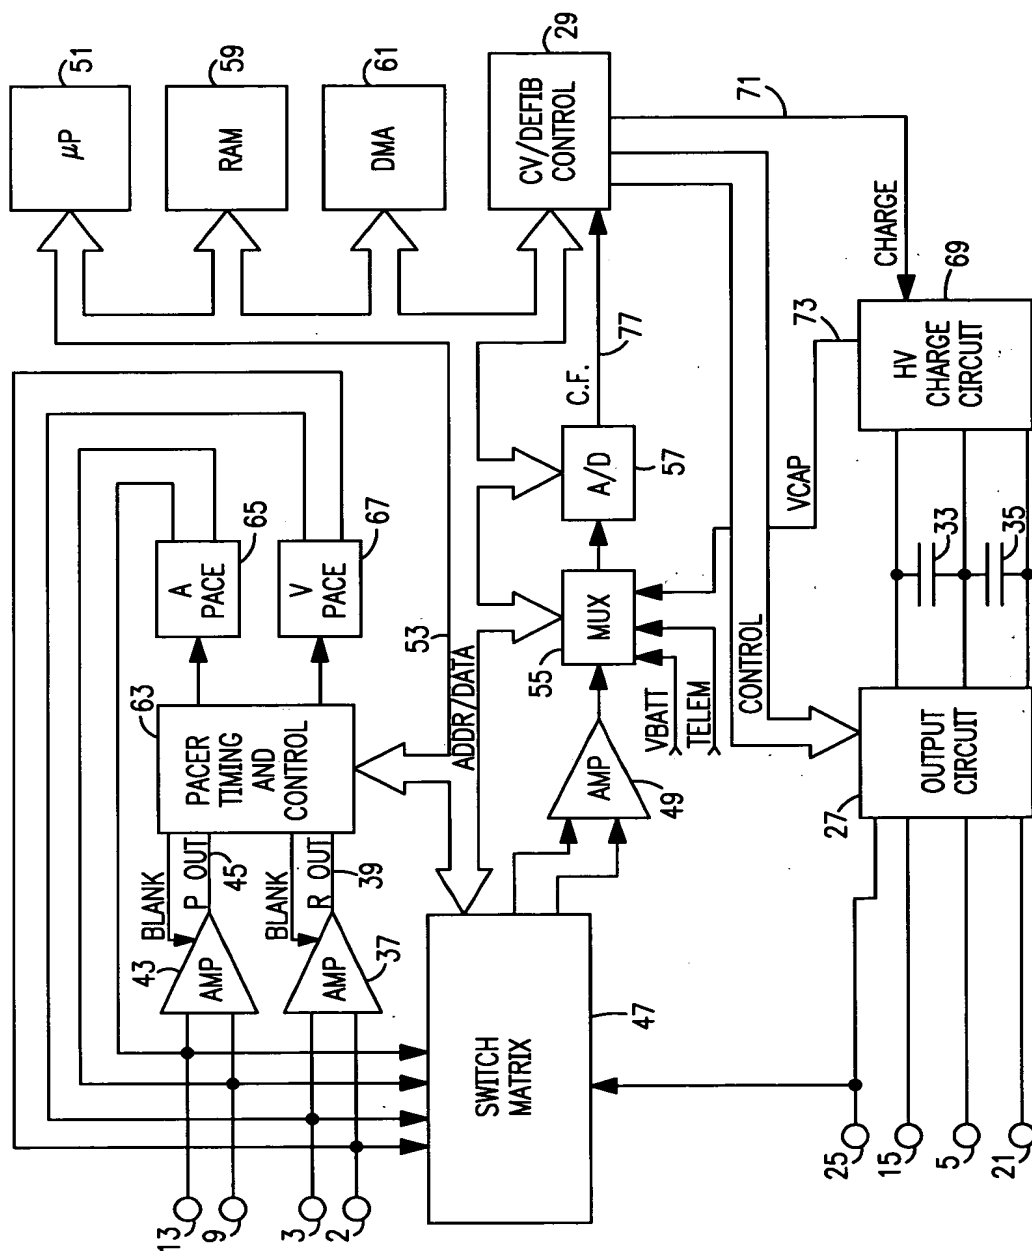 51
μP
59
RAM
61
DMA
29
CV/DEFIB
CONTROL
71
CHARGE
69
HV
CHARGE
CIRCUIT
73
VCAP
77
C.F.
57
A/D
65
A
PACE
67
V
PACE
53
ADDR/DATA
55
MUX
VBATT
TELEM
CONTROL
33
35
63
PACER
TIMING
AND
CONTROL
BLANK
P OUT
45
BLANK
R OUT
39
43
AMP
37
AMP
49
AMP
27
OUTPUT
CIRCUIT
47
SWITCH
MATRIX
13
9
3
2
25
15
5
21